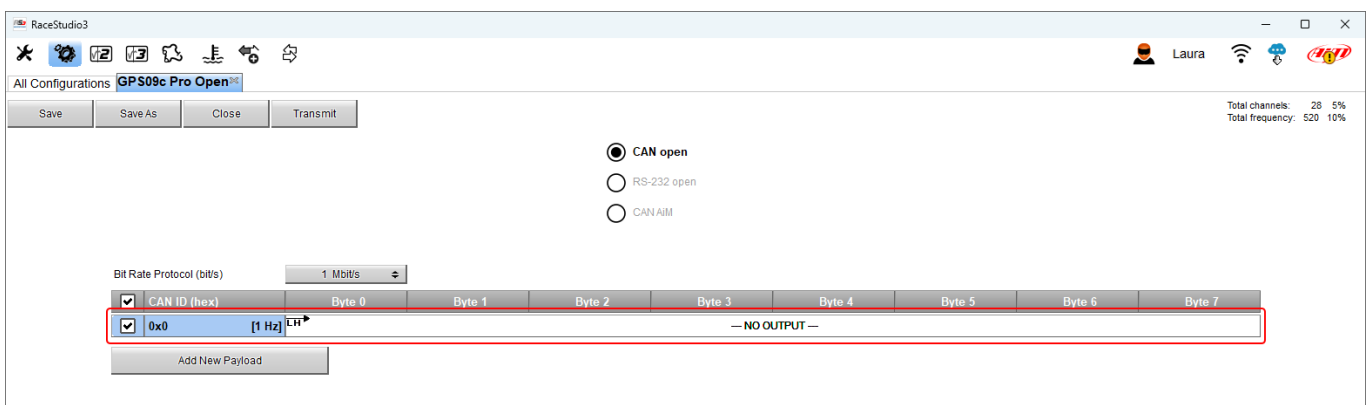 RaceStudio3
Laura
AiM
All Configurations GPS09c Pro Open
Save Save As Close Transmit
Total channels: 28 5%
Total frequency: 520 10%
CAN open
RS-232 open
CAN AiM
Bit Rate Protocol (bit/s) 1 Mbit/s
CAN ID (hex) Byte 0 Byte 1 Byte 2 Byte 3 Byte 4 Byte 5 Byte 6 Byte 7
0x0 [1 Hz] LH --- NO OUTPUT ---
Add New Payload